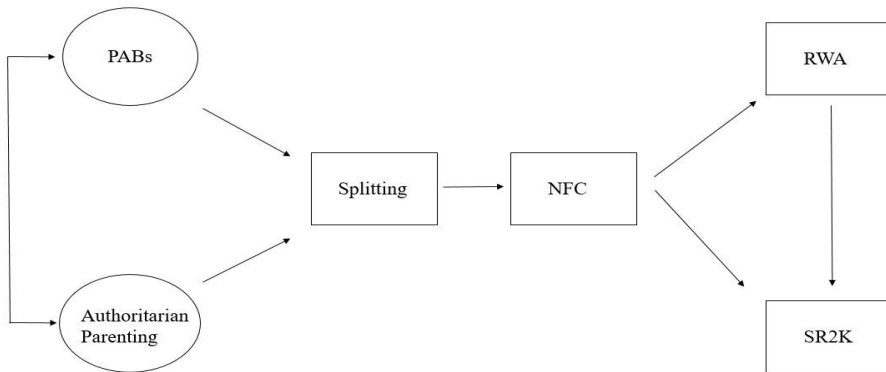 PABs
RWA
Splitting
NFC
Authoritarian
Parenting
SR2K